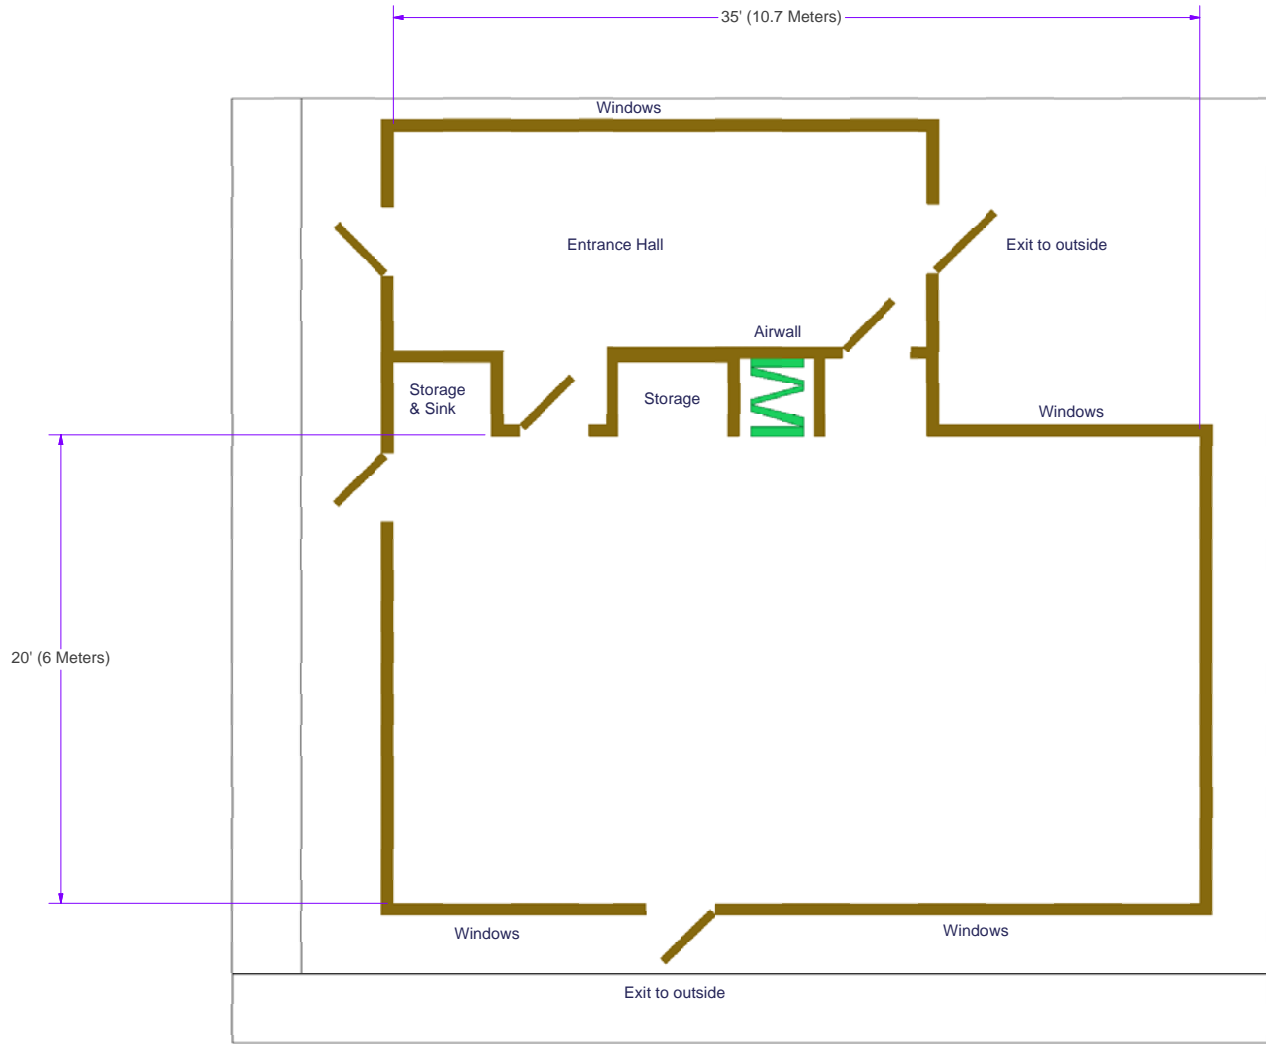 35' (10.7 Meters)
Windows
Entrance Hall
Exit to outside
Airwall
Storage
& Sink
Storage
Windows
20' (6 Meters)
Windows
Windows
Exit to outside